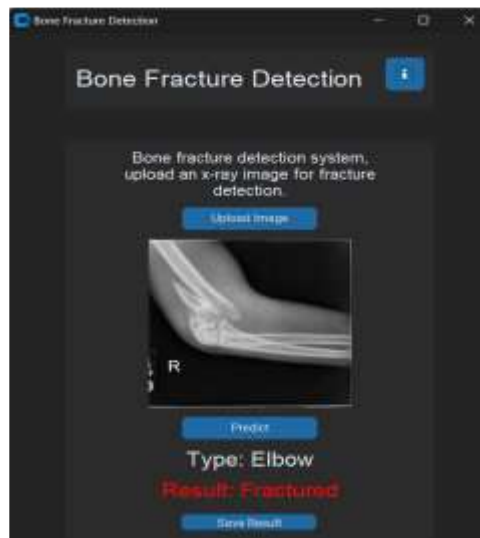 Bone Fracture Detection
Bone Fracture Detection
i
Bone fracture detection system,
upload an x-ray image for fracture
detection.
Upload Image
R
Predict
Type: Elbow
Result: Fractured
Save Result